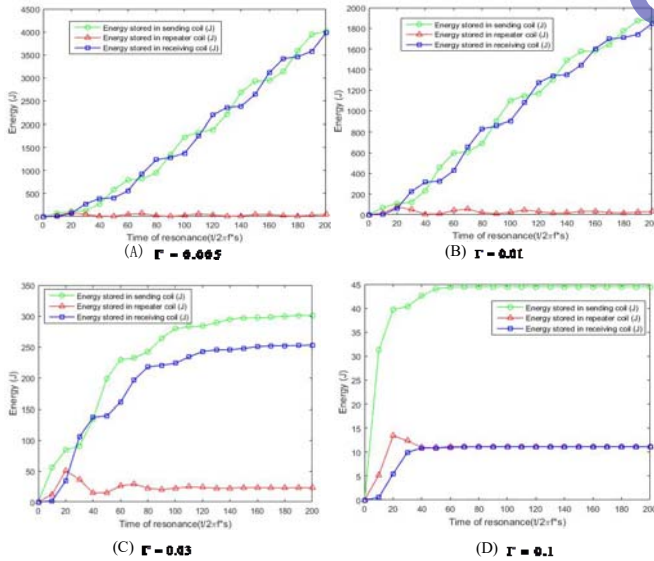 4500
4000
3500
3000
2500
2000
1500
1000
500
0
Energy (J)
Energy stored in sending coil (J)
Energy stored in repeater coil (J)
Energy stored in receiving coil (J)
0 20 40 60 80 100 120 140 160 180 200
Time of resonance(t/2πf*s)
(A) Γ = 0.005
2000
1800
1600
1400
1200
1000
800
600
400
200
0
Energy (J)
Energy stored in sending coil (J)
Energy stored in repeater coil (J)
Energy stored in receiving coil (J)
0 20 40 60 80 100 120 140 160 180 200
Time of resonance(t/2πf*s)
(B) Γ = 0.01
350
300
250
200
150
100
50
0
Energy (J)
Energy stored in sending coil (J)
Energy stored in repeater coil (J)
Energy stored in receiving coil (J)
0 20 40 60 80 100 120 140 160 180 200
Time of resonance(t/2πf*s)
(C) Γ = 0.03
45
40
35
30
25
20
15
10
5
0
Energy (J)
Energy stored in sending coil (J)
Energy stored in repeater coil (J)
Energy stored in receiving coil (J)
0 20 40 60 80 100 120 140 160 180 200
Time of resonance(t/2πf*s)
(D) Γ = 0.1